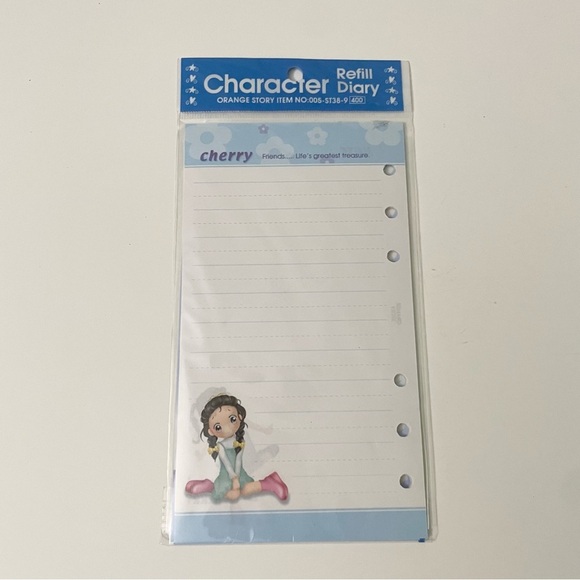 Character Refill Diary
ORANGE STORY ITEM NO:005-ST38-9 400
cherry Friends..... Life's greatest treasure.